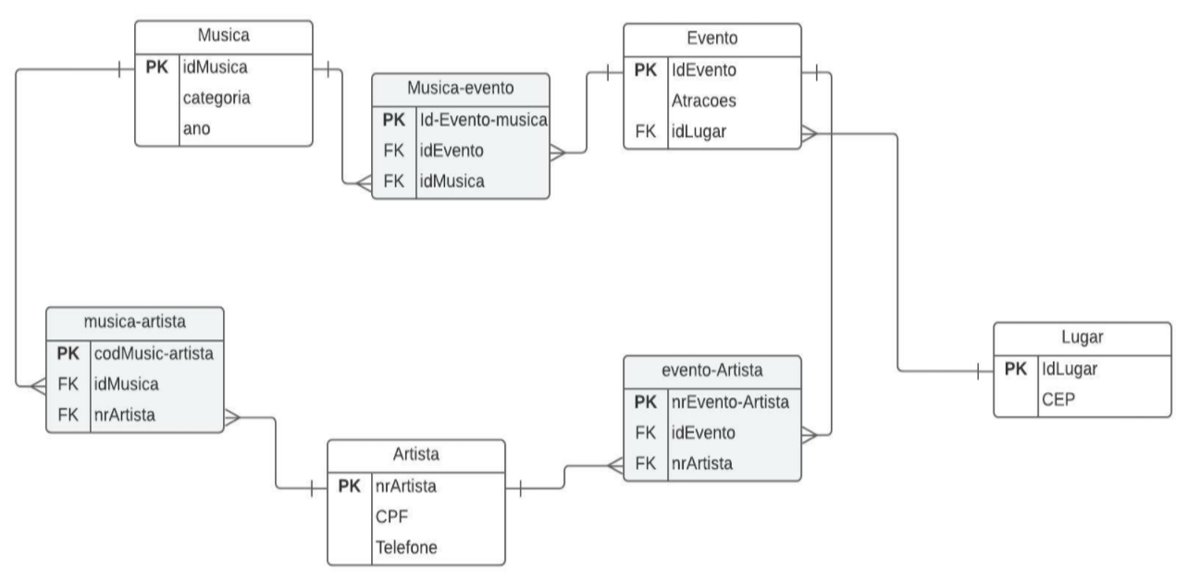 Musica
PK idMusica
categoria
ano
Musica-evento
PK Id-Evento-musica
FK idEvento
FK idMusica
Evento
PK IdEvento
Atracoes
FK idLugar
musica-artista
PK codMusic-artista
FK idMusica
FK nrArtista
Artista
PK nrArtista
CPF
Telefone
evento-Artista
PK nrEvento-Artista
FK idEvento
FK nrArtista
Lugar
PK IdLugar
CEP